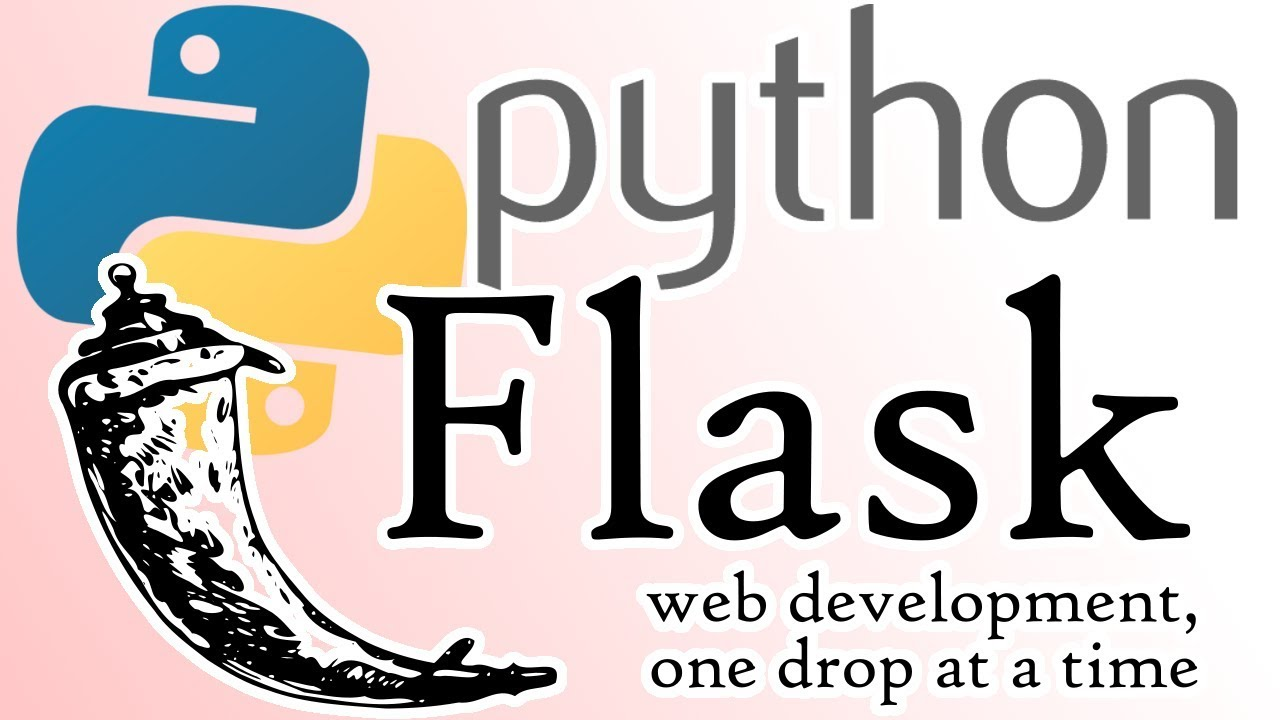 python
Flask
web development,
one drop at a time